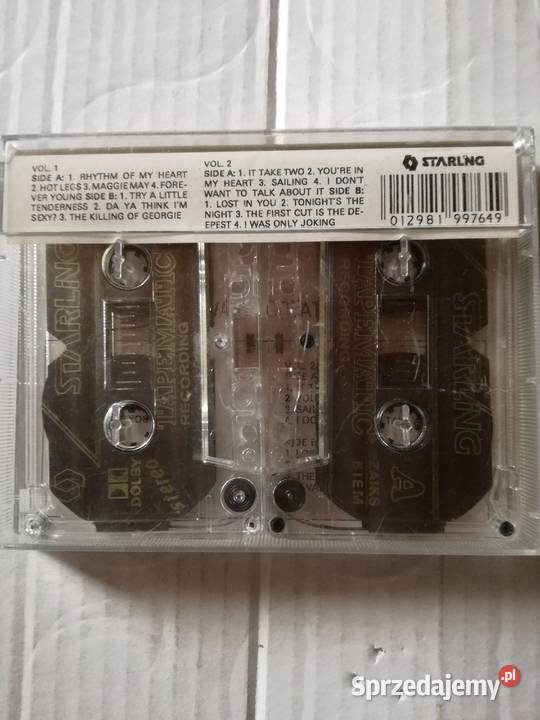 VOL. 1
SIDE A: 1. RHYTHM OF MY HEART
2. HOT LEGS 3. MAGGIE MAY 4. FORE-
VER YOUNG SIDE B: 1. TRY A LITTLE
TENDERNESS 2. DA YA THINK I'M
SEXY? 3. THE KILLING OF GEORGIE
VOL. 2
SIDE A: 1. IT TAKE TWO 2. YOU'RE IN
MY HEART 3. SAILING 4. I DON'T
WANT TO TALK ABOUT IT SIDE B:
1. LOST IN YOU 2. TONIGHT'S THE
NIGHT 3. THE FIRST CUT IS THE DE-
EPEST 4. I WAS ONLY JOKING
STARLING
012981 997649
STARLING
TAPEMATIC
RECORDING
DOLBY
Stereo
STARLING
TAPEMATIC
RECORDING
A
ZAIKS
BIEM
Sprzedajemy.pl